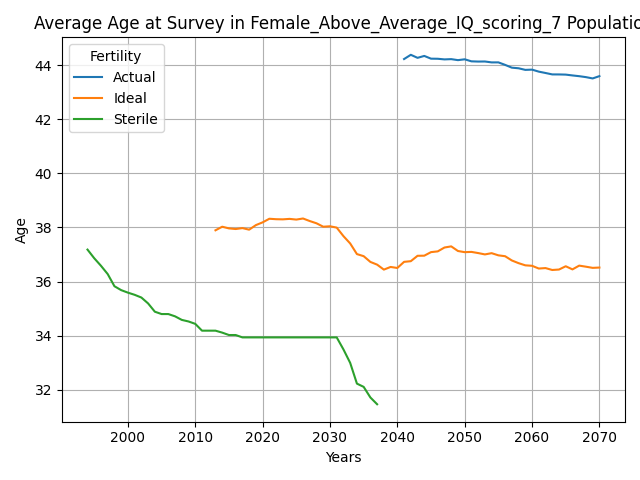 Average Age at Survey in Female_Above_Average_IQ_scoring_7 Populatio
Fertility
Actual
Ideal
Sterile
44
42
40
38
36
34
32
Age
2000
2010
2020
2030
2040
2050
2060
2070
Years